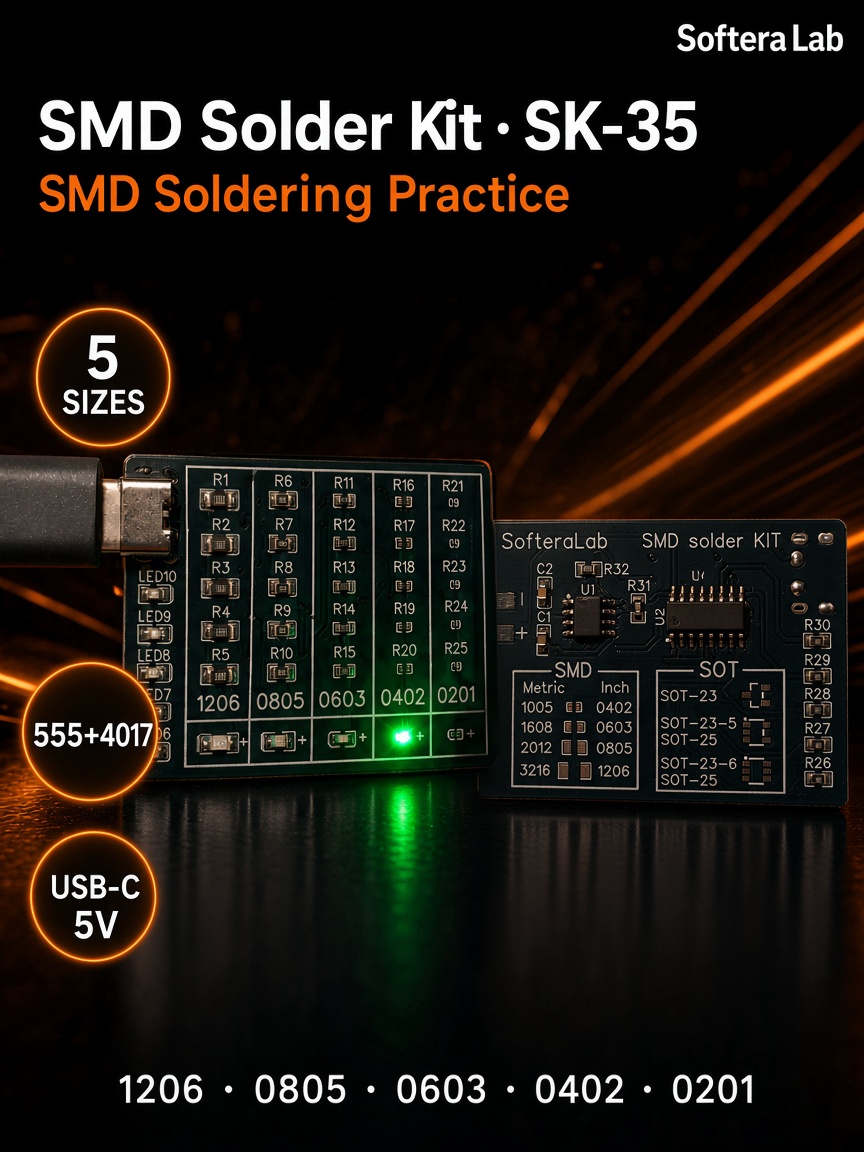 Softera Lab
SMD Solder Kit · SK-35
SMD Soldering Practice
5
SIZES
R1 R6 R11 R16 R21
R2 R7 R12 R17 R22
R3 R8 R13 R18 R23
R4 R9 R14 R19 R24
R5 R10 R15 R20 R25
1206 0805 0603 0402 0201
+ + + + +
LED10
LED9
LED8
555+4017
USB-C
5V
SofteraLab SMD solder KIT
C2 R32
U1 R31
C1 U2
− +
R30
R29
R28
R27
R26
SMD
Metric Inch
1005 0402
1608 0603
2012 0805
3216 1206
SOT
SOT-23
SOT-23-5
SOT-25
SOT-23-6
SOT-25
1206 · 0805 · 0603 · 0402 · 0201